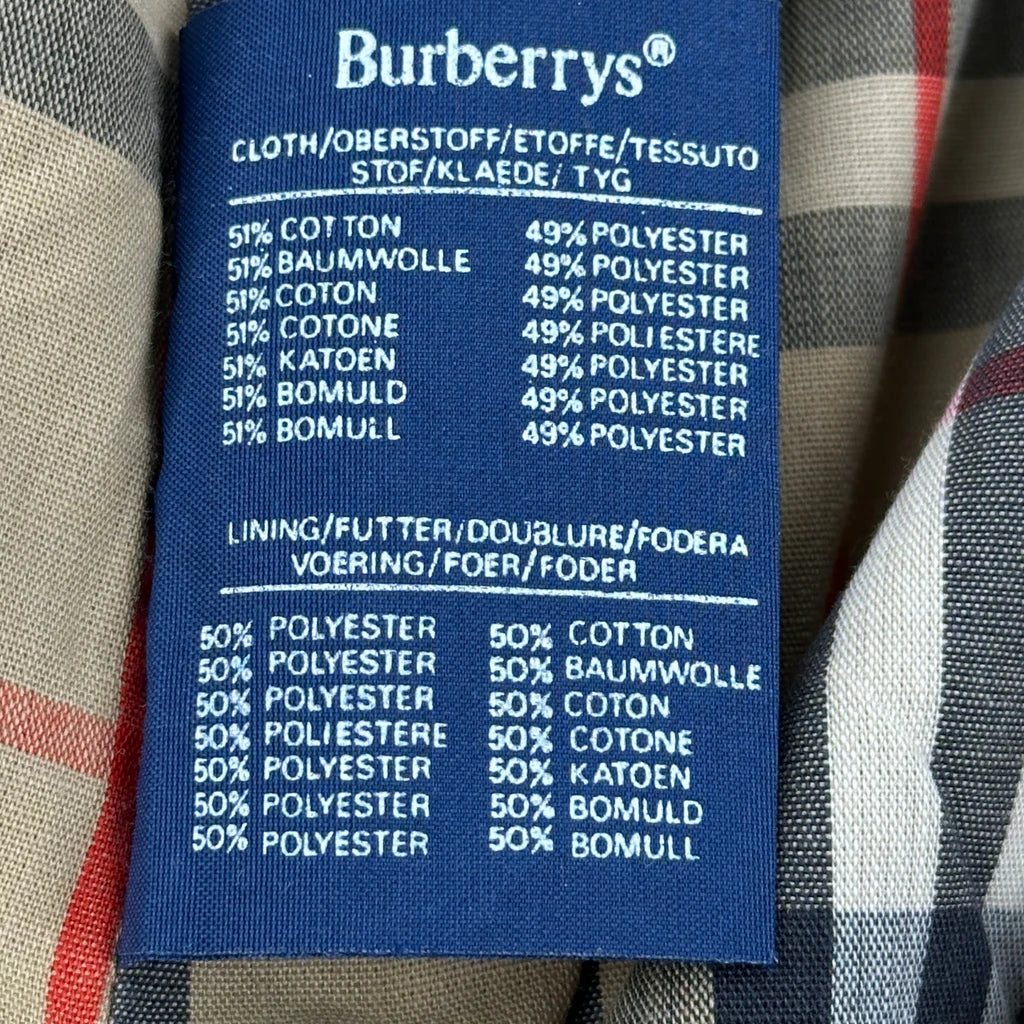 Burberrys®
CLOTH/OBERSTOFF/ETOFFE/TESSUTO
STOF/KLAEDE/TYG
51% COTTON 49% POLYESTER
51% BAUMWOLLE 49% POLYESTER
51% COTON 49% POLYESTER
51% COTONE 49% POLIESTERE
51% KATOEN 49% POLYESTER
51% BOMULD 49% POLYESTER
51% BOMULL 49% POLYESTER
LINING/FUTTER/DOUBLURE/FODERA
VOERING/FOER/FODER
50% POLYESTER 50% COTTON
50% POLYESTER 50% BAUMWOLLE
50% POLYESTER 50% COTON
50% POLIESTERE 50% COTONE
50% POLYESTER 50% KATOEN
50% POLYESTER 50% BOMULD
50% POLYESTER 50% BOMULL